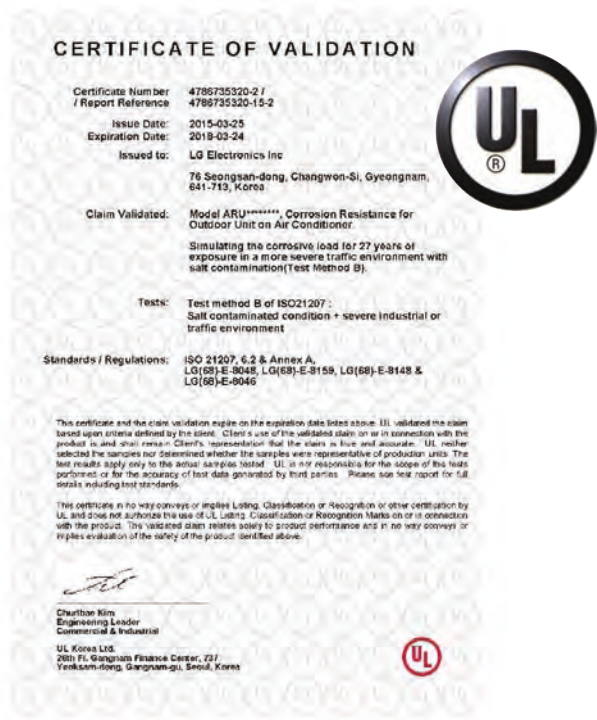 CERTIFICATE OF VALIDATION
Certificate Number 4786735320-2 /
/ Report Reference 4786735320-15-2
Issue Date: 2015-03-25
Expiration Date: 2018-03-24
Issued to: LG Electronics Inc
76 Seongsan-dong, Changwon-Si, Gyeongnam,
641-713, Korea
Claim Validated: Model ARU********, Corrosion Resistance for
Outdoor Unit on Air Conditioner
Simulating the corrosive load for 27 years of
exposure in a more severe traffic environment with
salt contamination(Test Method B).
Tests: Test method B of ISO21207 :
Salt contaminated condition + severe industrial or
traffic environment
Standards / Regulations: ISO 21207, 6.2 & Annex A,
LG(68)-E-8048, LG(68)-E-8159, LG(68)-E-8148 &
LG(68)-E-8046
This certificate and the claim validation expire on the expiration date listed above. UL validated the claim
based upon criteria defined by the client. Client's use of the validated claim on or in connection with the
product is and shall remain Client's representation that the claim is true and accurate. UL neither
selected the samples nor determined whether the samples were representative of production units. The
test results apply only to the actual samples tested. UL is not responsible for the scope of the tests
performed or for the accuracy of test data generated by third parties. Please see test report for full
details including test standards.
This certificate in no way conveys or implies Listing, Classification or Recognition or other certification by
UL and does not authorize the use of UL Listing, Classification or Recognition Marks on or in connection
with the product. The validated claim relates solely to product performance and in no way conveys or
implies evaluation of the safety of the product identified above.
Kim
Engineering Leader
Commercial & Industrial
UL Korea Ltd.
26th Fl. Gangnam Finance Center, 737
Yeoksam-dong, Gangnam-gu, Seoul, Korea
UL
®
UL